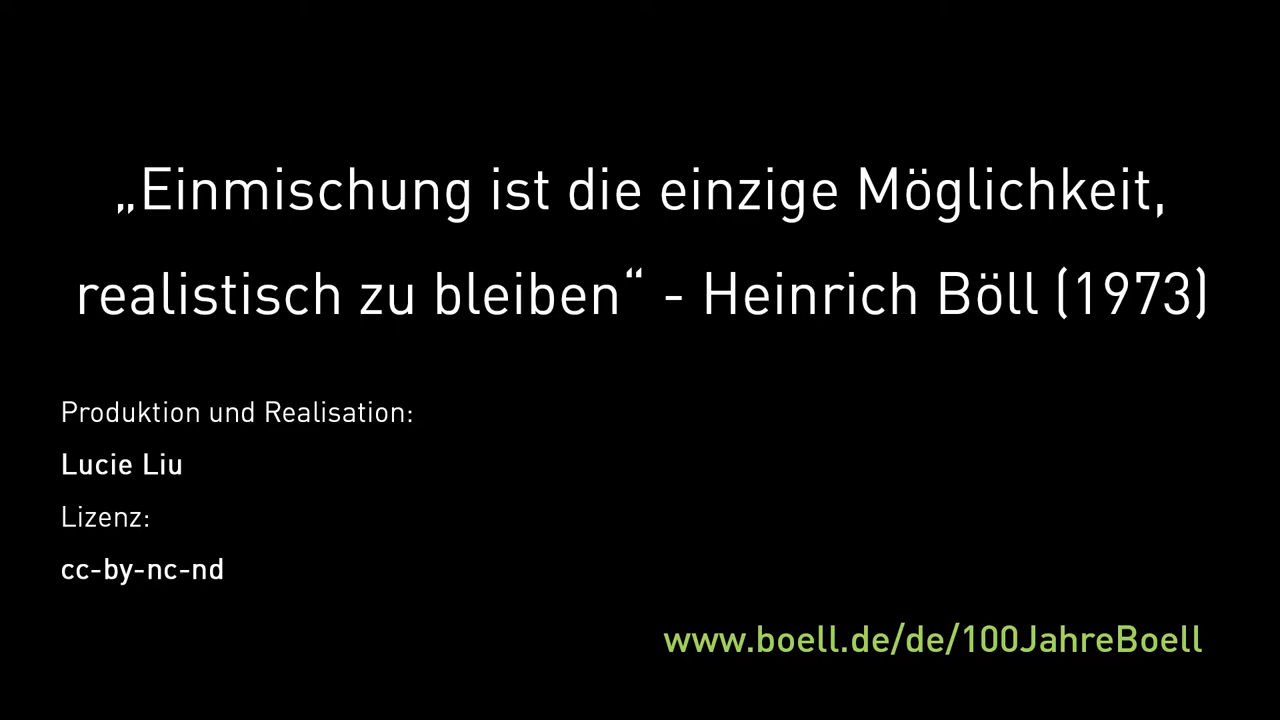 „Einmischung ist die einzige Möglichkeit,
realistisch zu bleiben“ - Heinrich Böll (1973)
Produktion und Realisation:
Lucie Liu
Lizenz:
cc-by-nc-nd
www.boell.de/de/100JahreBoell